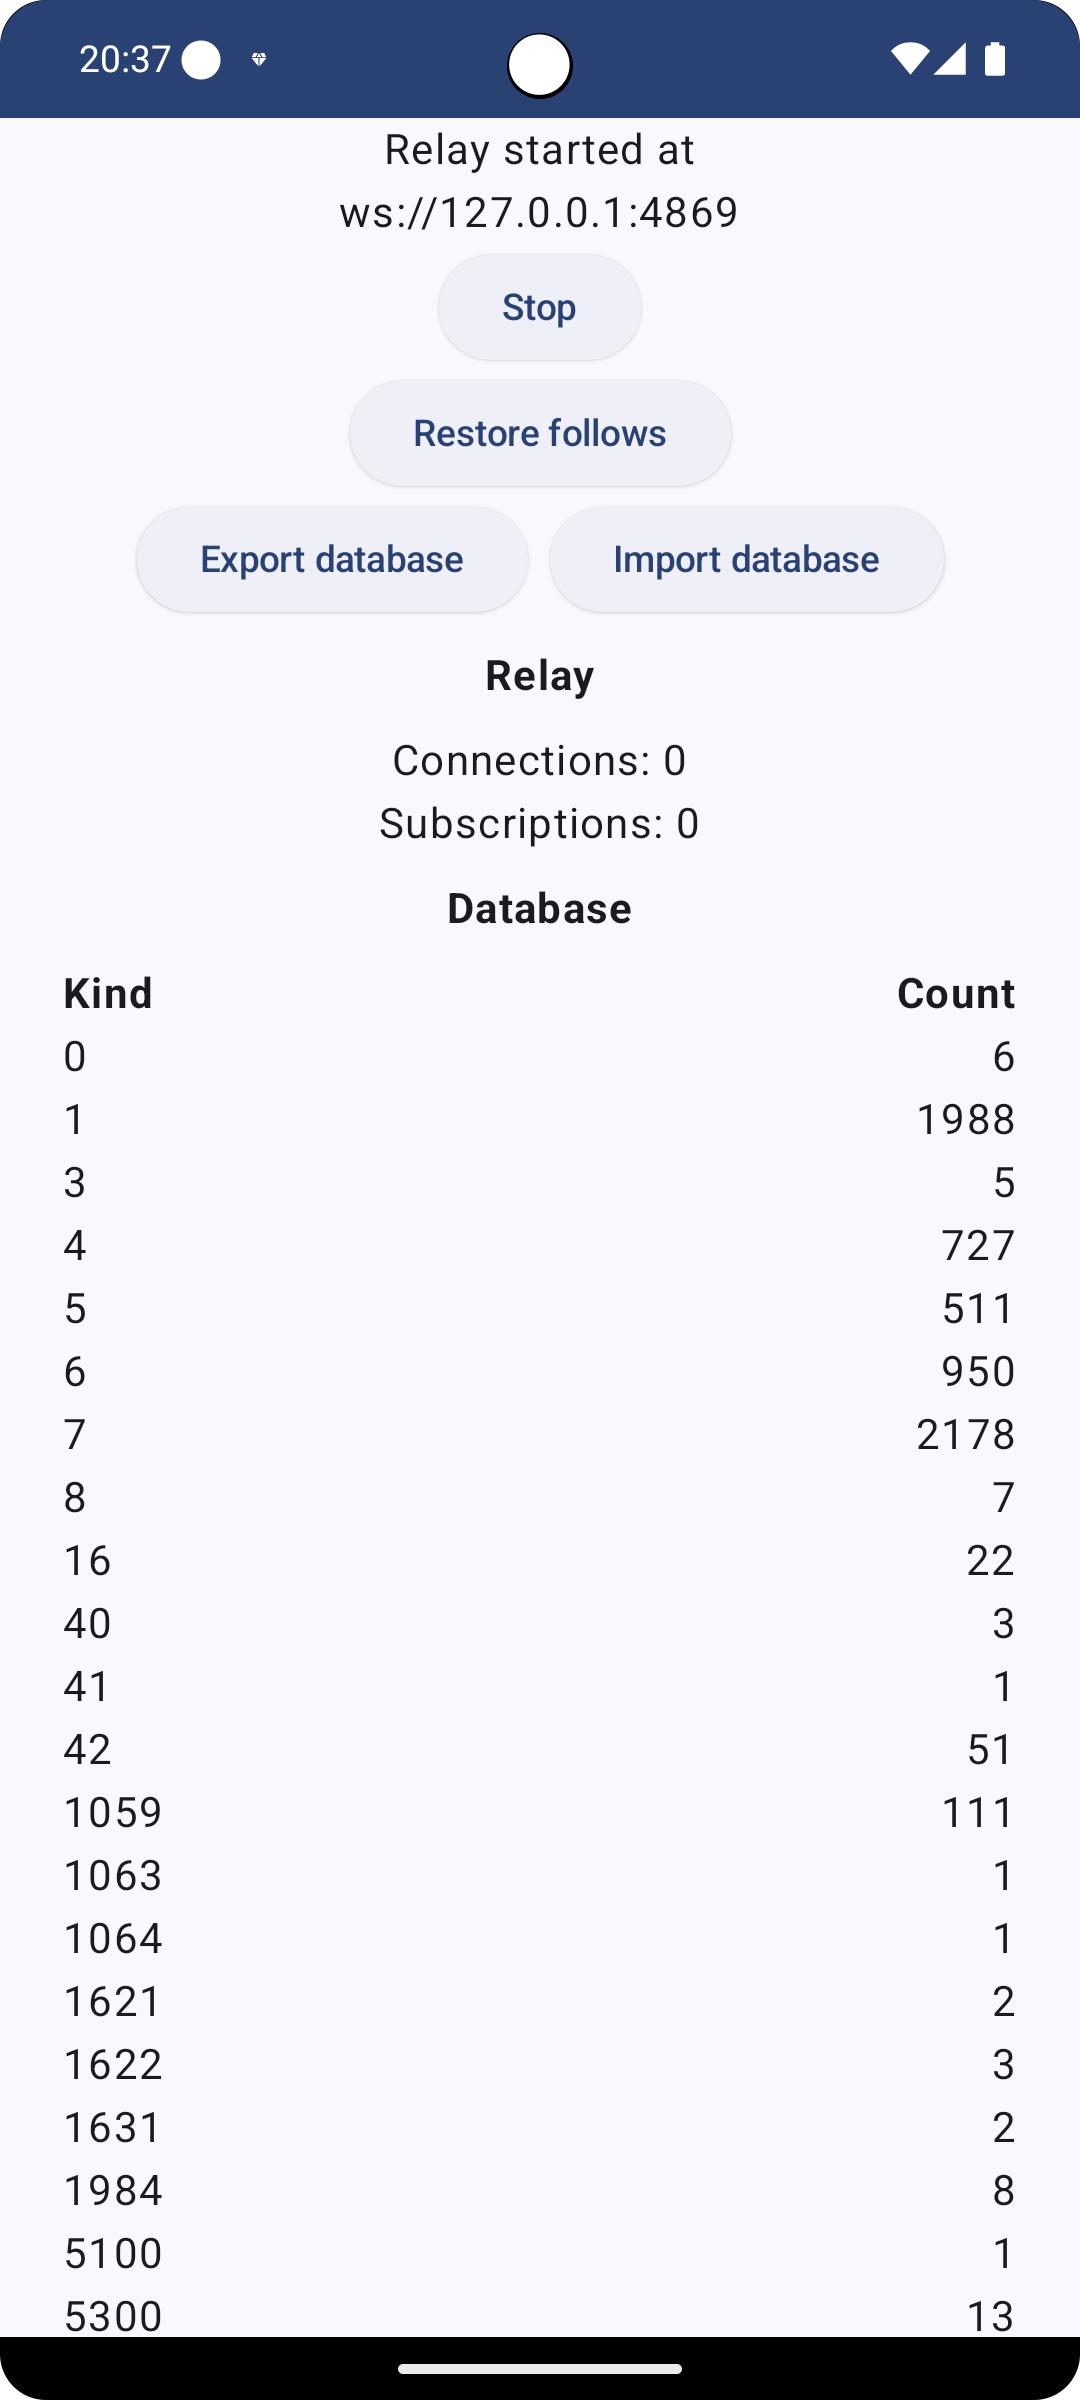 20:37
Relay started at
ws://127.0.0.1:4869
Stop
Restore follows
Export database Import database
Relay
Connections: 0
Subscriptions: 0
Database
Kind Count
0 6
1 1988
3 5
4 727
5 511
6 950
7 2178
8 7
16 22
40 3
41 1
42 51
1059 111
1063 1
1064 1
1621 2
1622 3
1631 2
1984 8
5100 1
5300 13